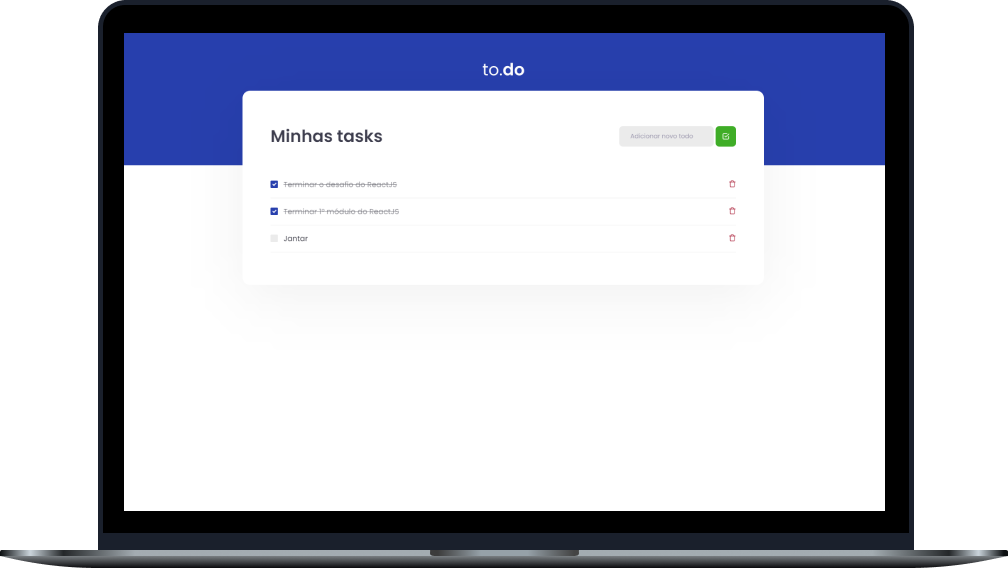 to.do
Minhas tasks
Adicionar novo todo
Terminar o desafio do ReactJS
Terminar 1º módulo do ReactJS
Jantar